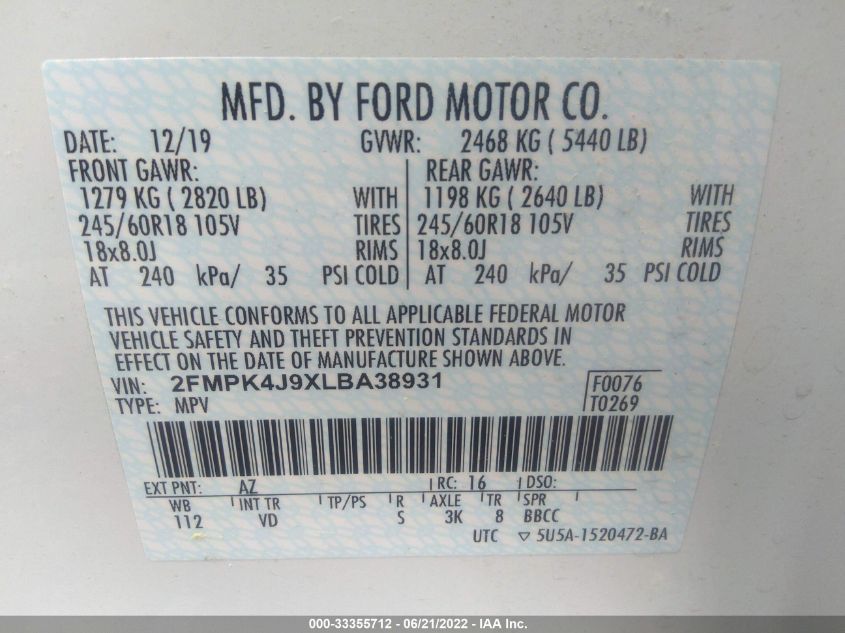 MFD. BY FORD MOTOR CO.
DATE: 12/19 GVWR: 2468 KG ( 5440 LB)
FRONT GAWR: REAR GAWR:
1279 KG ( 2820 LB) WITH 1198 KG ( 2640 LB) WITH
245/60R18 105V TIRES 245/60R18 105V TIRES
18x8.0J RIMS 18x8.0J RIMS
AT 240 kPa/ 35 PSI COLD AT 240 kPa/ 35 PSI COLD
THIS VEHICLE CONFORMS TO ALL APPLICABLE FEDERAL MOTOR
VEHICLE SAFETY AND THEFT PREVENTION STANDARDS IN
EFFECT ON THE DATE OF MANUFACTURE SHOWN ABOVE.
VIN: 2FMPK4J9XLBA38931 F0076
TYPE: MPV T0269
EXT PNT: AZ RC: 16 DSO:
WB INT TR TP/PS R AXLE TR SPR
112 VD S 3K 8 BBCC
UTC ▽ 5U5A-1520472-BA
000-33355712 - 06/21/2022 - IAA Inc.